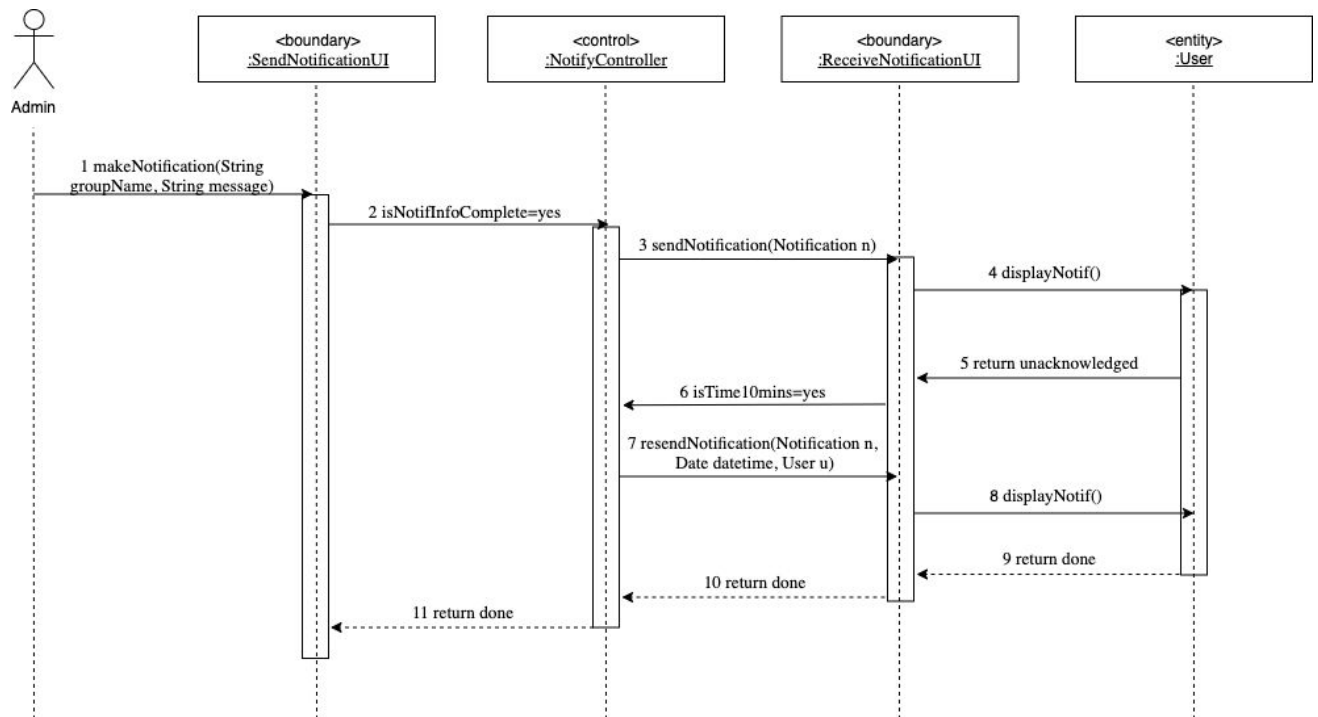 <boundary>
:SendNotificationUI
<control>
:NotifyController
<boundary>
:ReceiveNotificationUI
<entity>
:User
Admin
1 makeNotification(String
groupName, String message)
2 isNotifInfoComplete=yes
3 sendNotification(Notification n)
4 displayNotif()
5 return unacknowledged
6 isTime10mins=yes
7 resendNotification(Notification n,
Date datetime, User u)
8 displayNotif()
9 return done
10 return done
11 return done